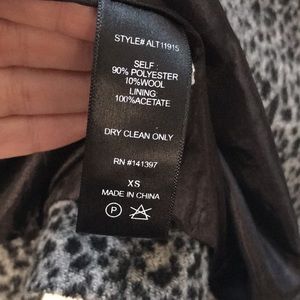 STYLE# ALT11915
SELF:
90% POLYESTER
10%WOOL
LINING
100%ACETATE
DRY CLEAN ONLY
RN #141397
XS
MADE IN CHINA
P